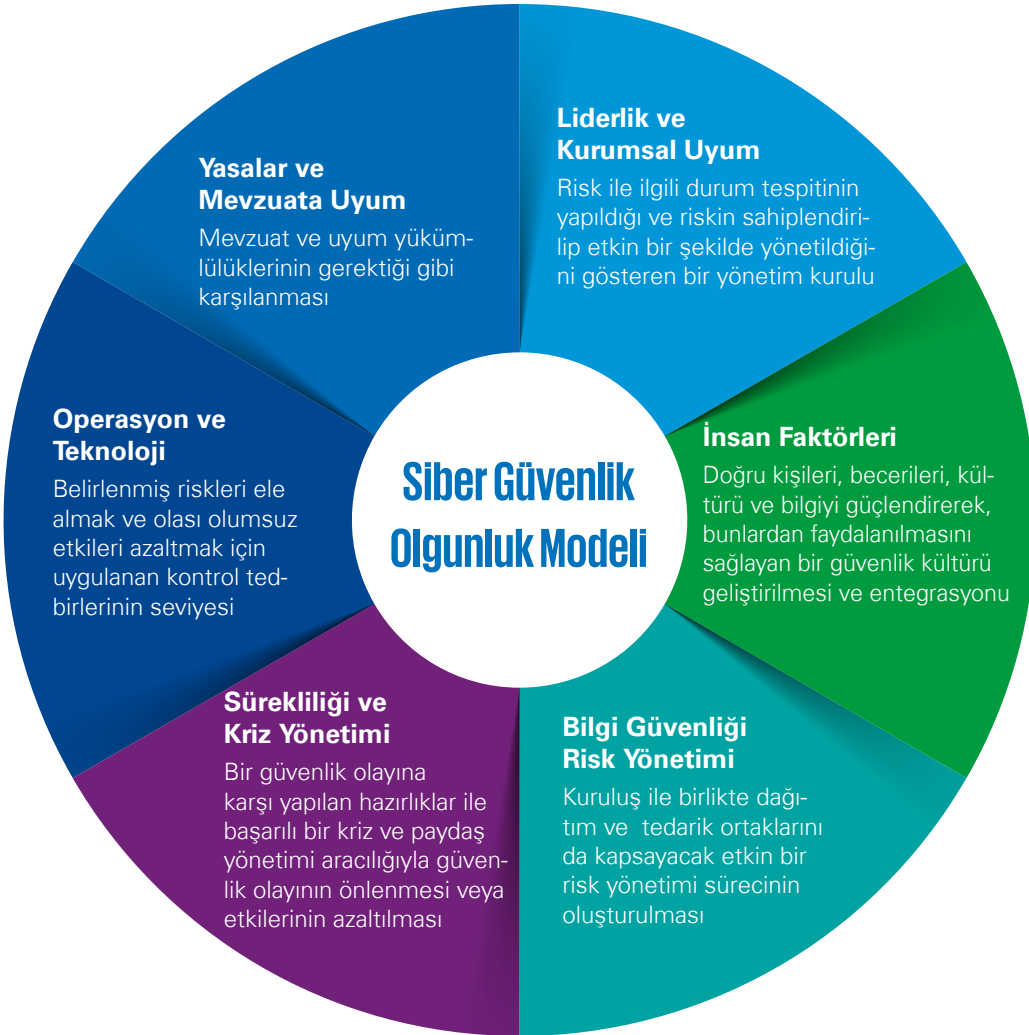 Siber Güvenlik
Olgunluk Modeli
Liderlik ve
Kurumsal Uyum
Risk ile ilgili durum tespitinin
yapıldığı ve riskin sahiplendiri-
lip etkin bir şekilde yönetildiği-
ni gösteren bir yönetim kurulu
İnsan Faktörleri
Doğru kişileri, becerileri, kül-
türü ve bilgiyi güçlendirerek,
bunlardan faydalanılmasını
sağlayan bir güvenlik kültürü
geliştirilmesi ve entegrasyonu
Bilgi Güvenliği
Risk Yönetimi
Kuruluş ile birlikte dağı-
tım ve  tedarik ortaklarını
da kapsayacak etkin bir
risk yönetimi sürecinin
oluşturulması
Sürekliliği ve
Kriz Yönetimi
Bir güvenlik olayına
karşı yapılan hazırlıklar ile
başarılı bir kriz ve paydaş
yönetimi aracılığıyla güven-
lik olayının önlenmesi veya
etkilerinin azaltılması
Operasyon ve
Teknoloji
Belirlenmiş riskleri ele
almak ve olası olumsuz
etkileri azaltmak için
uygulanan kontrol ted-
birlerinin seviyesi
Yasalar ve
Mevzuata Uyum
Mevzuat ve uyum yüküm-
lülüklerinin gerektiği gibi
karşılanması